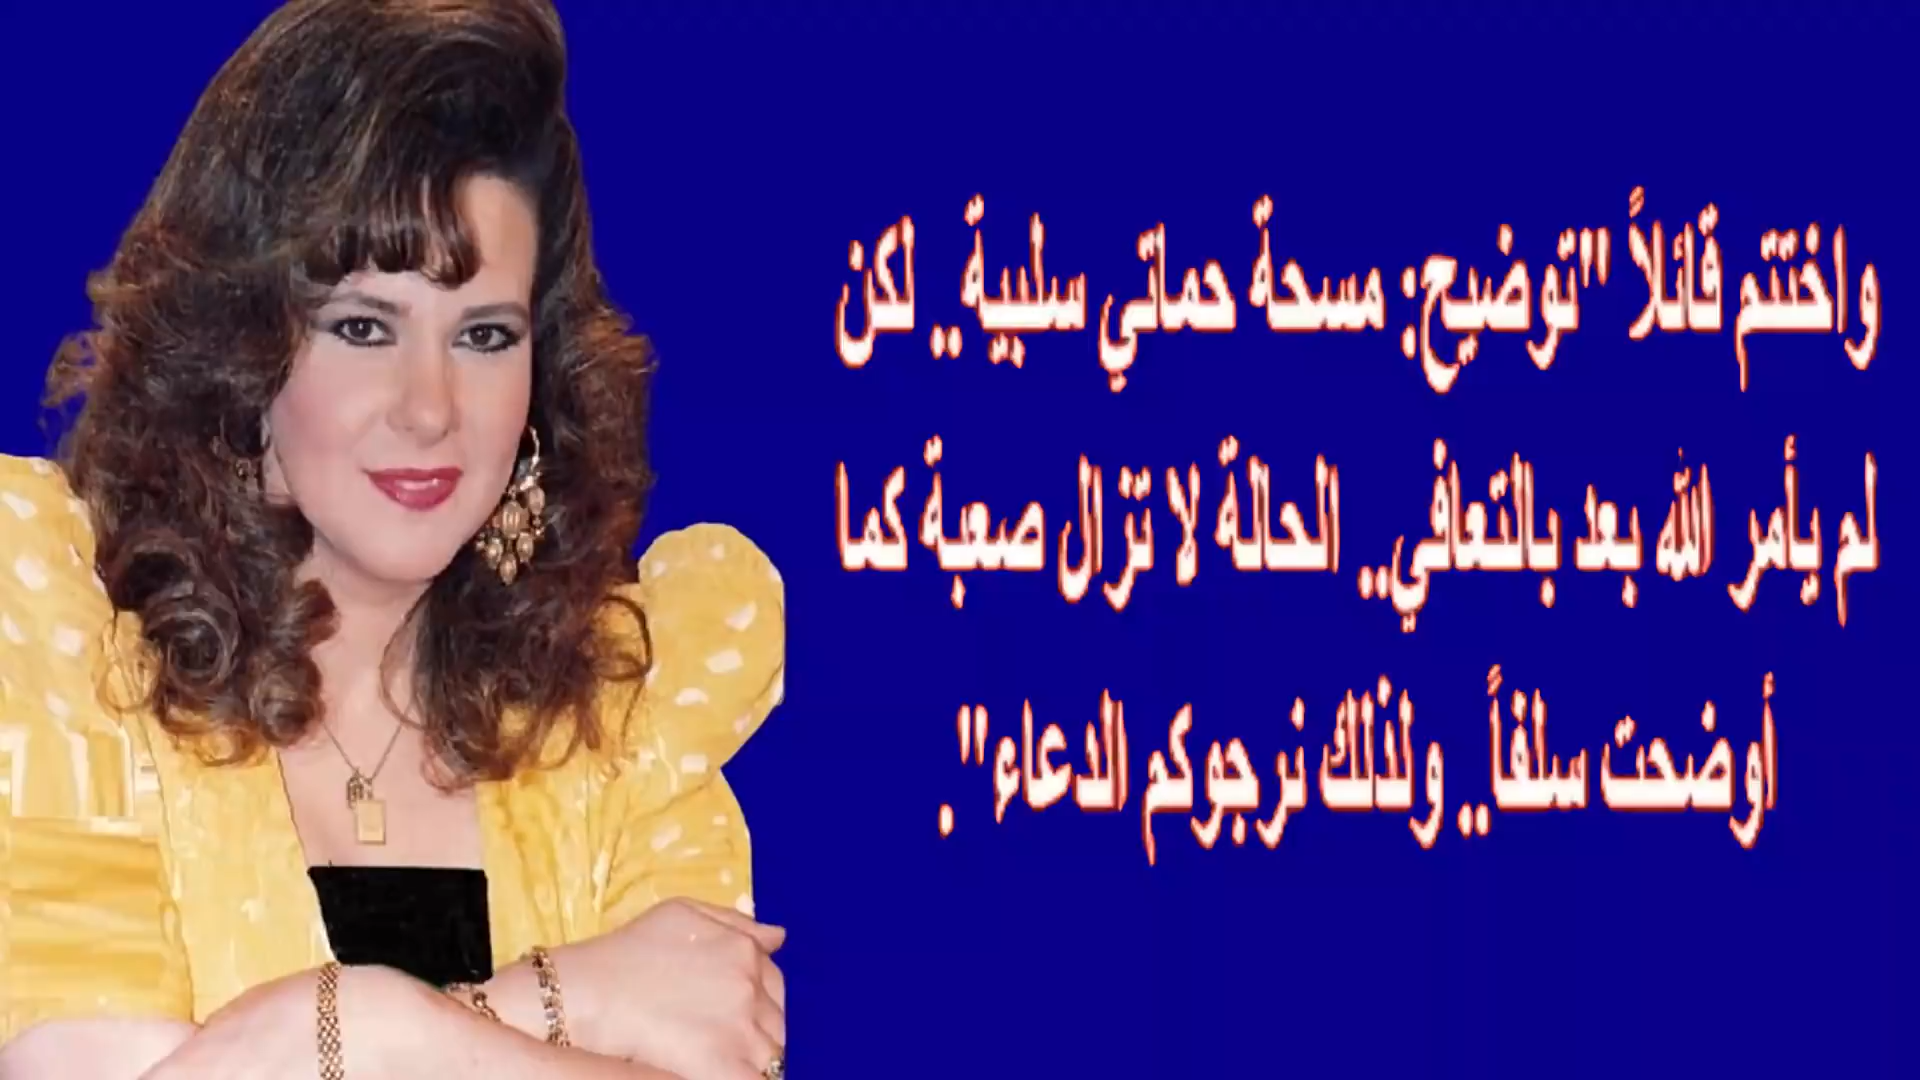 واختتم قائلاً "توضيح: مسحة حماتي سلبية.. لكن
لم يأمر الله بعد بالتعافي.. الحالة لا تزال صعبة كما
أوضحت سلفاً.. ولذلك نرجوكم الدعاء".